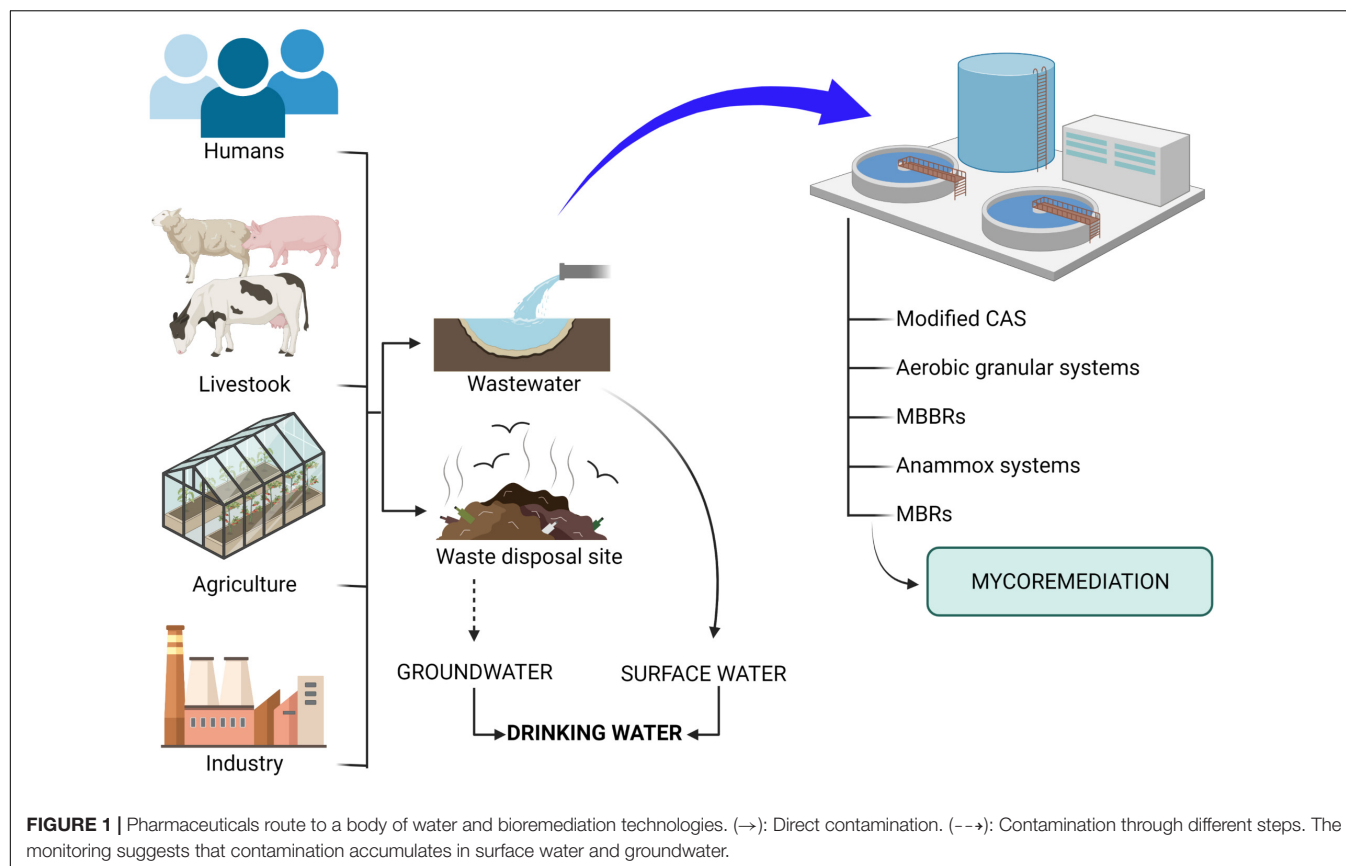 Humans
Livestook
Agriculture
Industry
Wastewater
Waste disposal site
GROUNDWATER
SURFACE WATER
DRINKING WATER
Modified CAS
Aerobic granular systems
MBBRs
Anammox systems
MBRs
MYCOREMEDIATION
FIGURE 1 | Pharmaceuticals route to a body of water and bioremediation technologies. (→): Direct contamination. (--→): Contamination through different steps. The
monitoring suggests that contamination accumulates in surface water and groundwater.